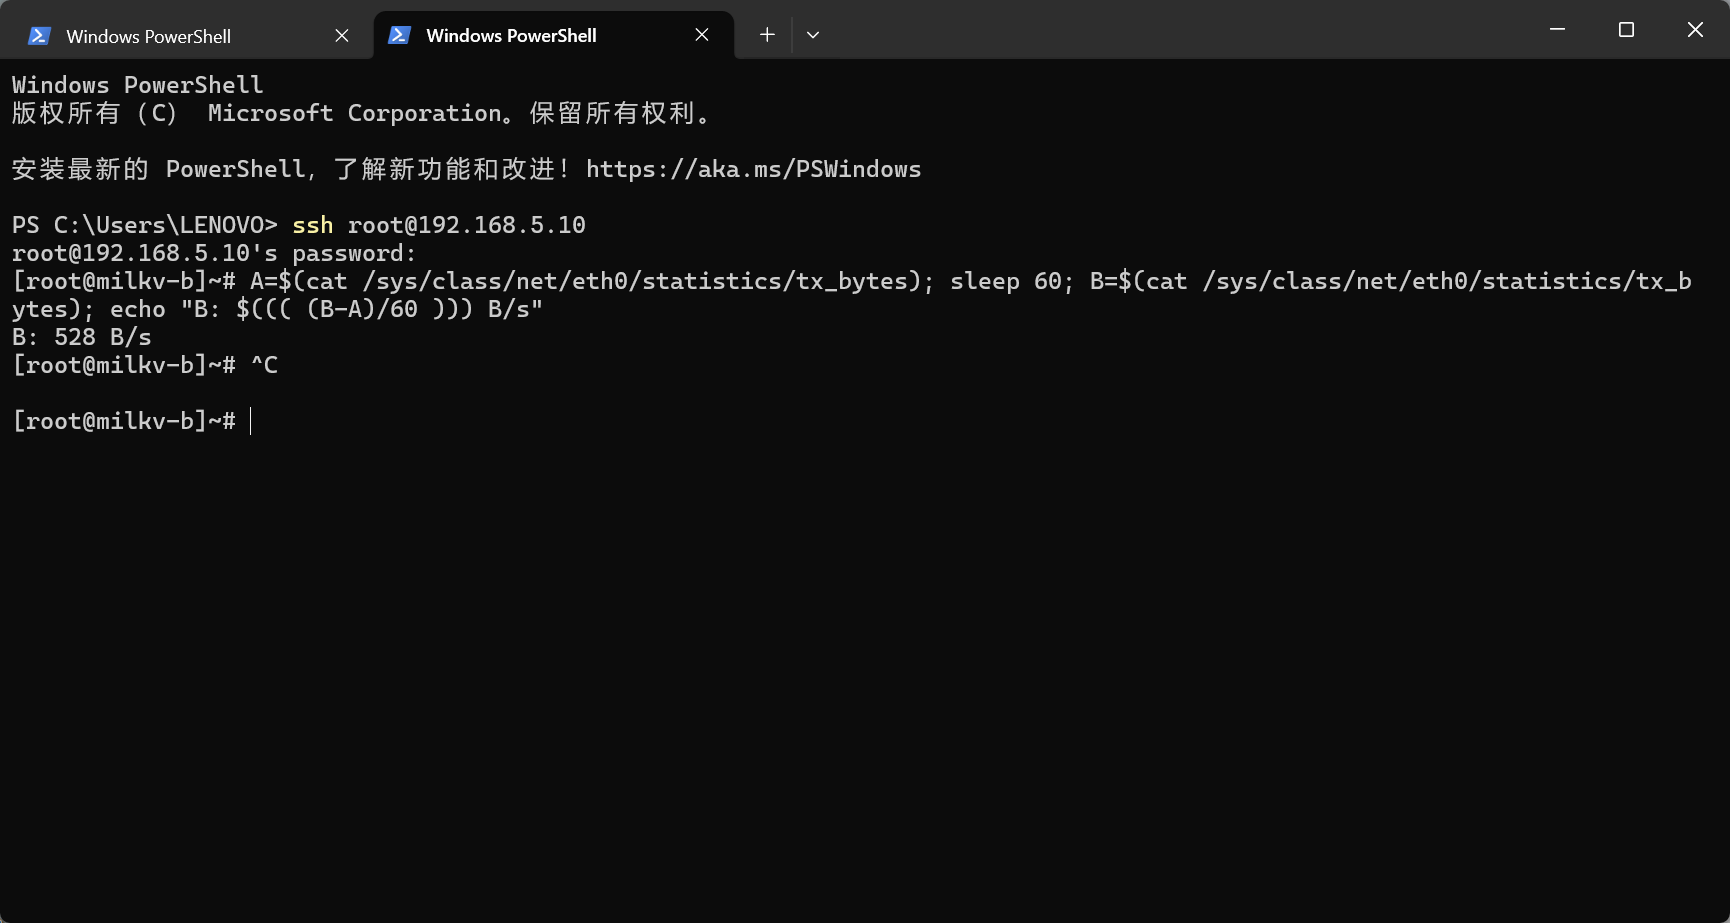 Windows PowerShell
Windows PowerShell
Windows PowerShell
版权所有（C） Microsoft Corporation。保留所有权利。
安装最新的 PowerShell，了解新功能和改进！https://aka.ms/PSWindows
PS C:\Users\LENOVO> ssh root@192.168.5.10
root@192.168.5.10's password:
[root@milkv-b]~# A=$(cat /sys/class/net/eth0/statistics/tx_bytes); sleep 60; B=$(cat /sys/class/net/eth0/statistics/tx_b
ytes); echo "B: $((( (B-A)/60 ))) B/s"
B: 528 B/s
[root@milkv-b]~# ^C
[root@milkv-b]~#